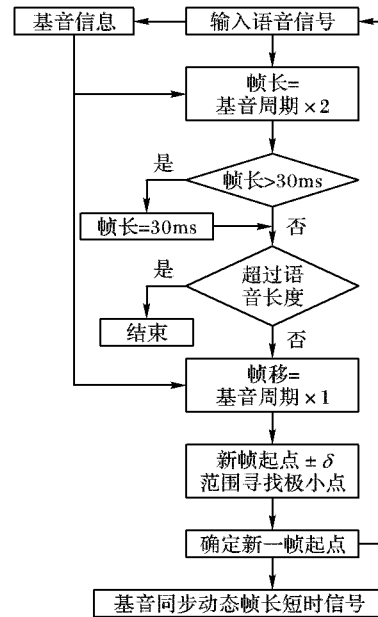 基音信息
输入语音信号
帧长=
基音周期×2
是
帧长>30ms
帧长=30ms
否
是
超过语
音长度
结束
否
帧移=
基音周期×1
新帧起点±δ
范围寻找极小点
确定新一帧起点
基音同步动态帧长短时信号